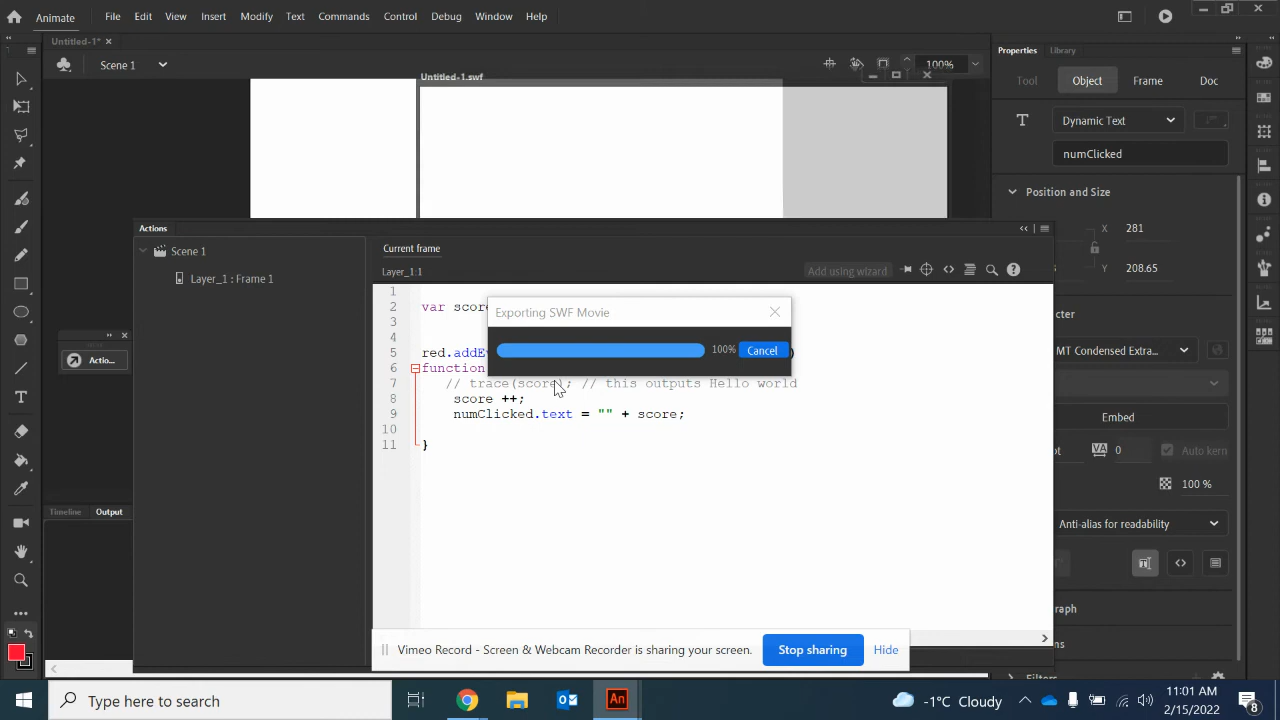 Animate
File Edit View Insert Modify Text Commands Control Debug Window Help
Untitled-1* ×
Scene 1
100%
Untitled-1.swf
Properties Library
Tool Object Frame Doc
Dynamic Text
numClicked
Position and Size
X 281
Y 208.65
MT Condensed Extra...
Embed
0 Auto kern
100 %
Anti-alias for readability
Actions
Scene 1
Layer_1 : Frame 1
Current frame
Layer_1:1
Add using wizard
1
2 var score
3
4
5 red.addE
6 function
7 // trace(score); // this outputs Hello world
8 score ++;
9 numClicked.text = "" + score;
10
11 }
Exporting SWF Movie
100% Cancel
Actio...
Timeline Output
Vimeo Record - Screen & Webcam Recorder is sharing your screen. Stop sharing Hide
Type here to search
An
-1°C Cloudy
11:01 AM
2/15/2022
8